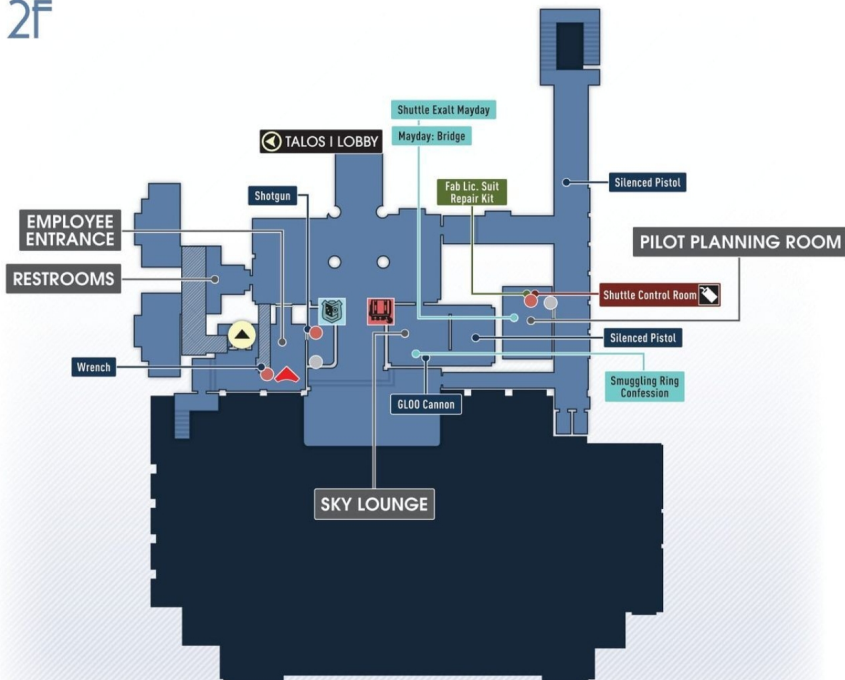 2F
Shuttle Exalt Mayday
Mayday: Bridge
TALOS I LOBBY
Shotgun
Fab Lic. Suit
Repair Kit
Silenced Pistol
EMPLOYEE
ENTRANCE
PILOT PLANNING ROOM
RESTROOMS
Shuttle Control Room
Silenced Pistol
Wrench
Smuggling Ring
Confession
GLOO Cannon
SKY LOUNGE